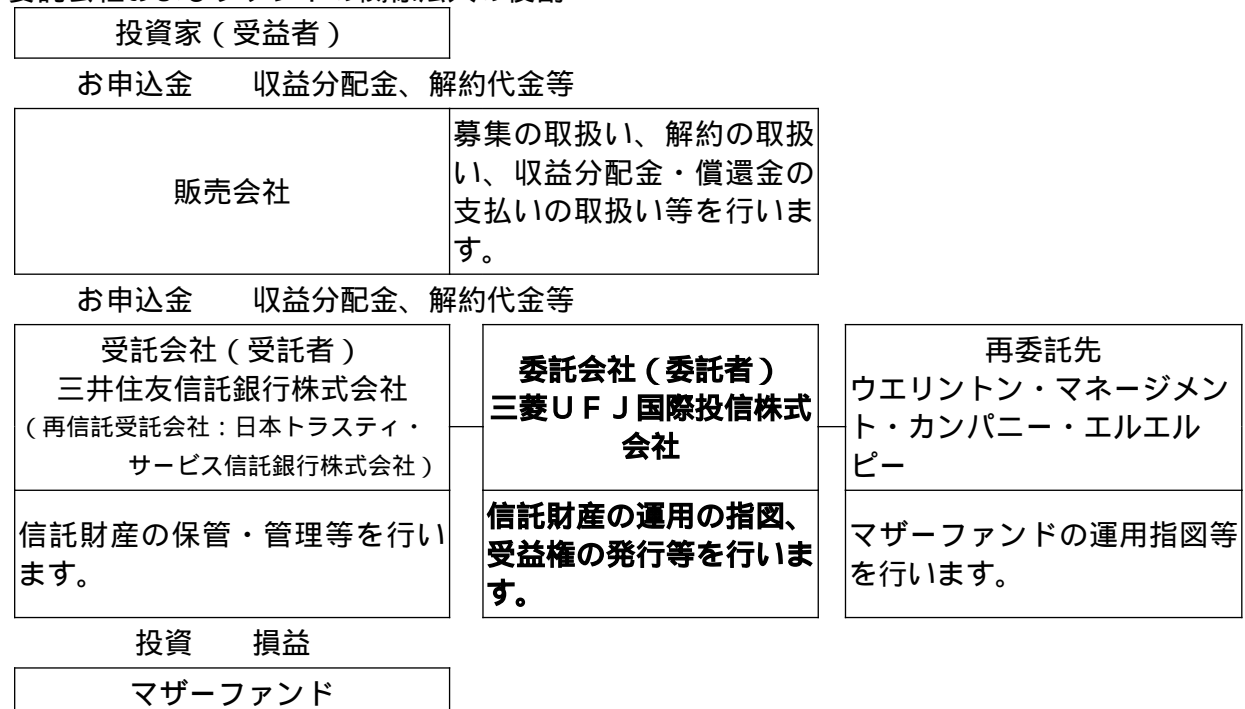 投資家（受益者）
お申込金　　収益分配金、解約代金等
販売会社
募集の取扱い、解約の取扱
い、収益分配金・償還金の
支払いの取扱い等を行いま
す。
お申込金　　収益分配金、解約代金等
受託会社（受託者）
三井住友信託銀行株式会社
（再信託受託会社：日本トラスティ・
サービス信託銀行株式会社）
委託会社（委託者）
三菱ＵＦＪ国際投信株式
会社
再委託先
ウエリントン・マネージメン
ト・カンパニー・エルエル
ピー
信託財産の保管・管理等を行い
ます。
信託財産の運用の指図、
受益権の発行等を行いま
す。
マザーファンドの運用指図等
を行います。
投資　　損益
マザーファンド